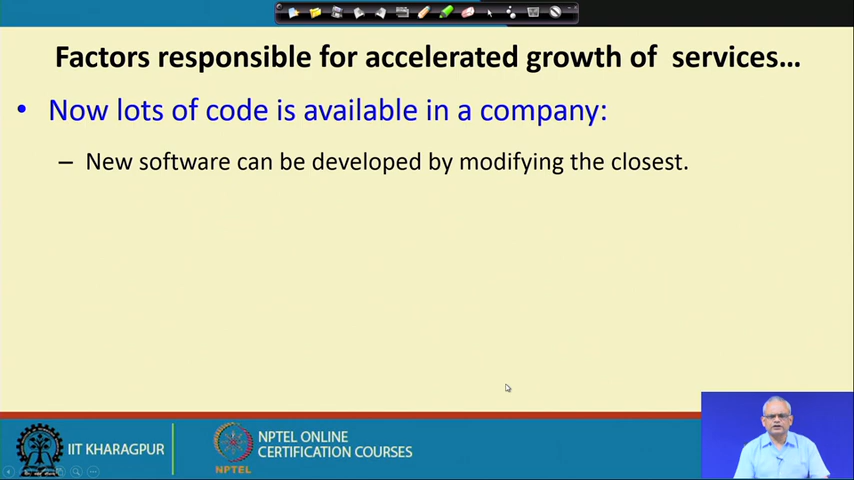 Factors responsible for accelerated growth of services...
• Now lots of code is available in a company:
– New software can be developed by modifying the closest.
IIT KHARAGPUR
NPTEL
NPTEL ONLINE
CERTIFICATION COURSES